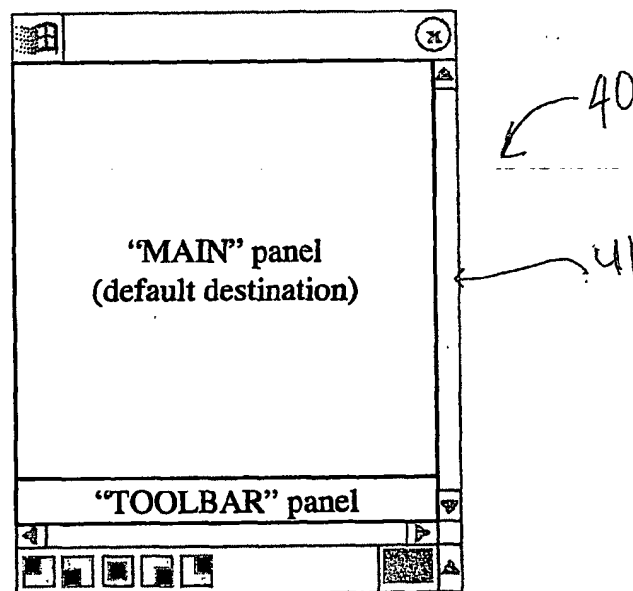 x
40
"MAIN" panel
(default destination)
41
"TOOLBAR" panel